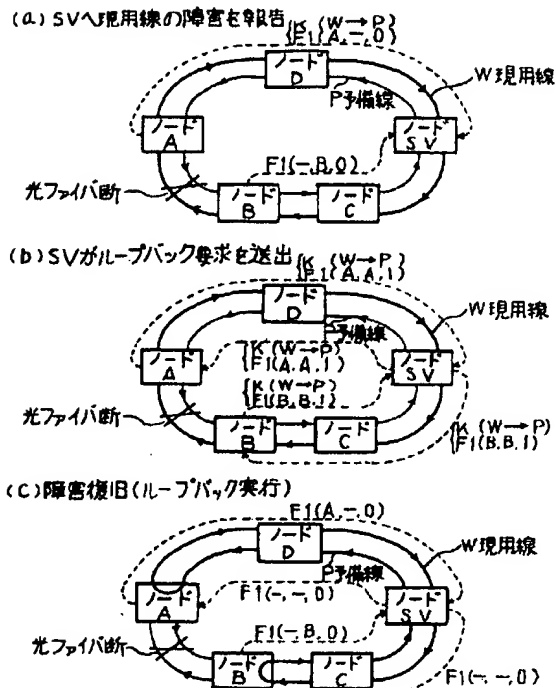 (a) SVへ現用線の障害を報告
{K {W→P)
{F1{A,-,0)
ノード
D
P予備線
W現用線
ノード
A
ノード
SV
F1(-,B,0)
光ファイバ断
ノード
B
ノード
C
(b) SVがループバック要求を送出
{K {W→P)
{F1{A,A,1)
ノード
D
予備線
W現用線
ノード
A
{K(W→P)
{F1(A,A,1)
ノード
SV
{K(W→P)
{F1(B,B,1)
光ファイバ断
ノード
B
ノード
C
{K(W→P)
{F1(B,B,1)
(C) 障害復旧(ループバック実行)
F1(A,-,0)
ノード
D
P予備線
W現用線
ノード
A
F1(-,-,0)
ノード
SV
F1(-,B,0)
光ファイバ断
ノード
B
ノード
C
F1(-,-,0)